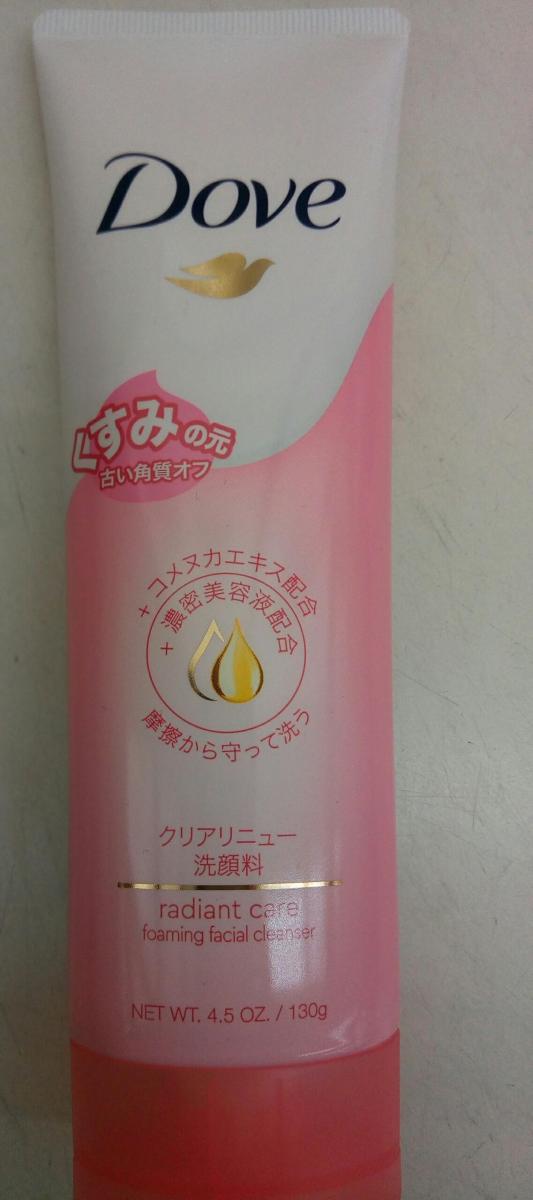 Dove
くすみの元
古い角質オフ
+ コメヌカエキス配合
+ 濃密美容液配合
摩擦から守って洗う
クリアリニュー
洗顔料
radiant care
foaming facial cleanser
NET WT. 4.5 OZ. / 130g